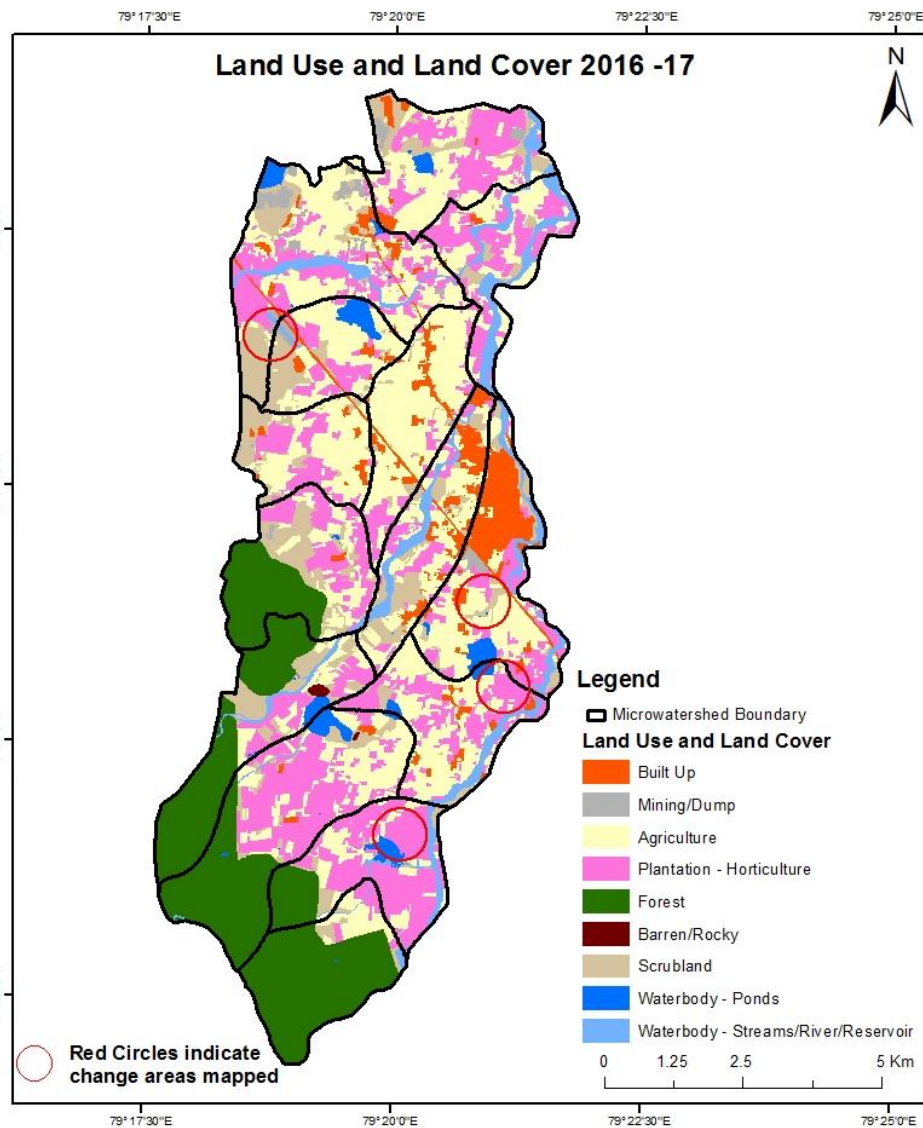 79° 17'30"E 79° 20'0"E 79° 22'30"E 79° 25'0"E
Land Use and Land Cover 2016 -17
N
Legend
Microwatershed Boundary
Land Use and Land Cover
Built Up
Mining/Dump
Agriculture
Plantation - Horticulture
Forest
Barren/Rocky
Scrubland
Waterbody - Ponds
Waterbody - Streams/River/Reservoir
0 1.25 2.5 5 Km
Red Circles indicate
change areas mapped
79° 17'30"E 79° 20'0"E 79° 22'30"E 79° 25'0"E